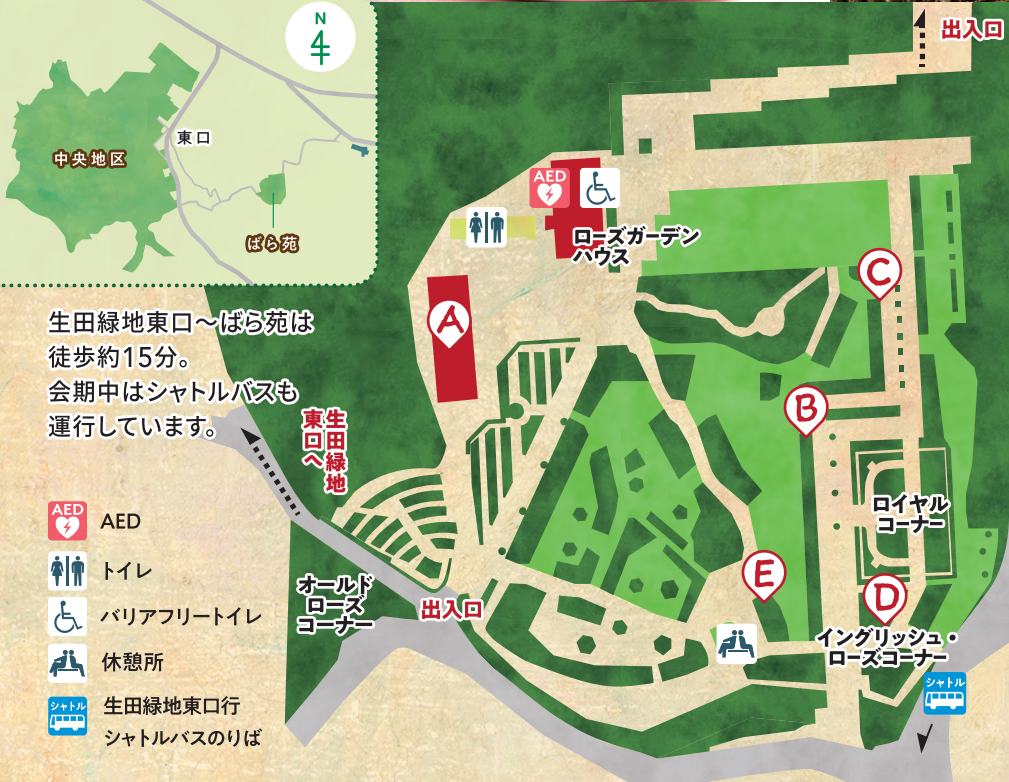 N
出入口
東口
中央地区
ばら苑
AED
ローズガーデン
ハウス
C
A
B
生田緑地東口～ばら苑は
徒歩約15分。
会期中はシャトルバスも
運行しています。
生田緑地
東口へ
ロイヤル
コーナー
E
D
オールド
ローズ
コーナー
出入口
イングリッシュ・
ローズコーナー
シャトル
AED
AED
トイレ
バリアフリートイレ
休憩所
シャトル
生田緑地東口行
シャトルバスのりば